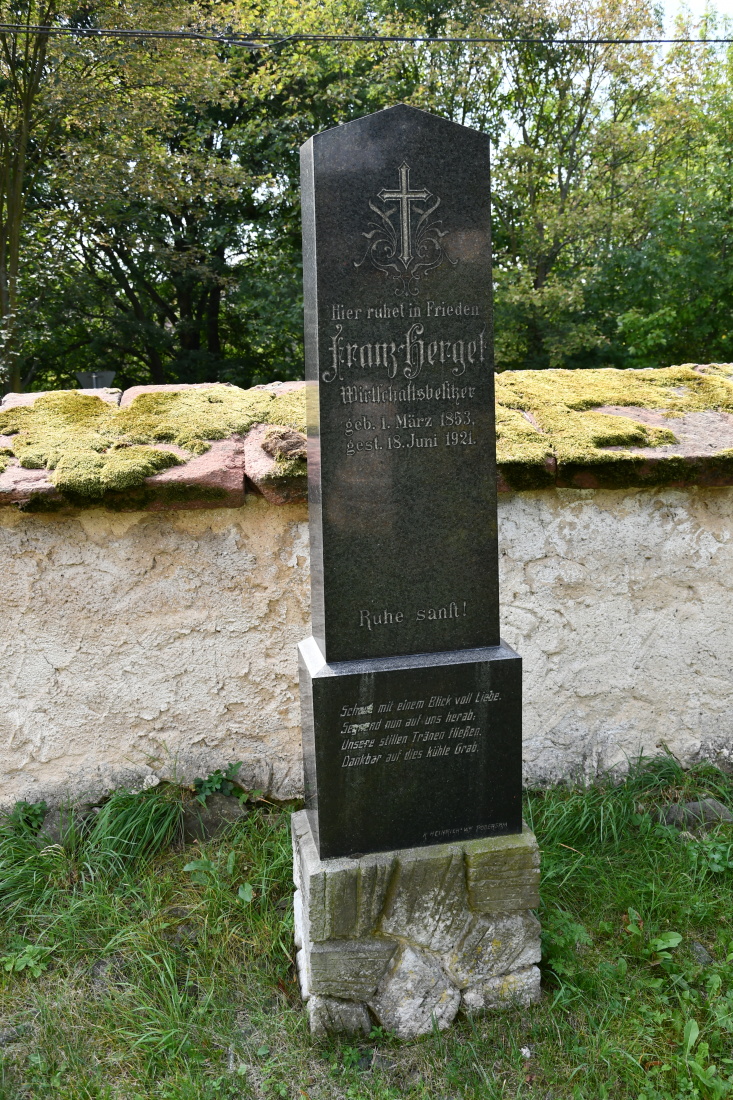 Hier ruhet in Frieden
Franz Hergel
Wirtschaftsbesitzer
geb. 1. März 1853,
gest. 18. Juni 1921.
Ruhe sanft!
Schaue mit einem Blick voll Liebe,
Segnend nun auf uns herab,
Unsere stillen Tränen fließen,
Dankbar auf dies kühle Grab.